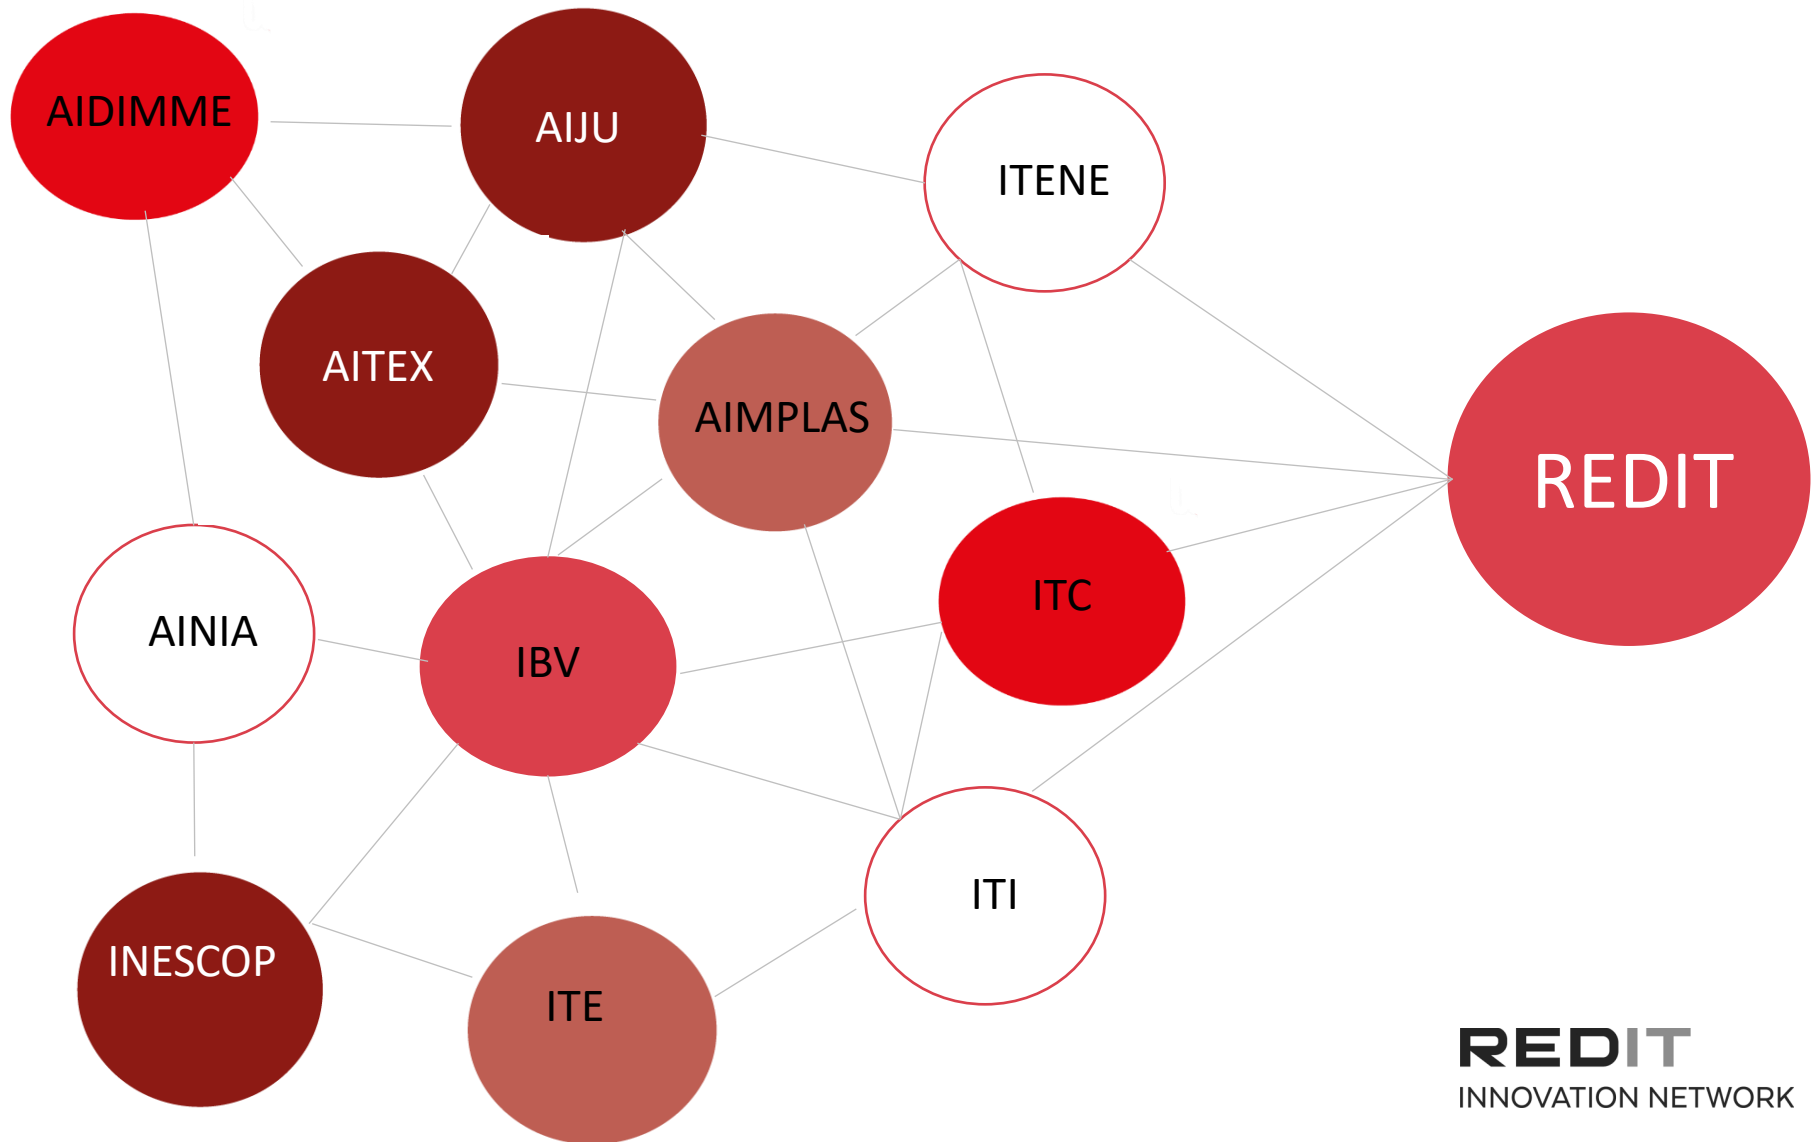 AIDIMME
AIJU
ITENE
AITEX
AIMPLAS
REDIT
ITC
AINIA
IBV
ITI
INESCOP
ITE
REDIT
INNOVATION NETWORK